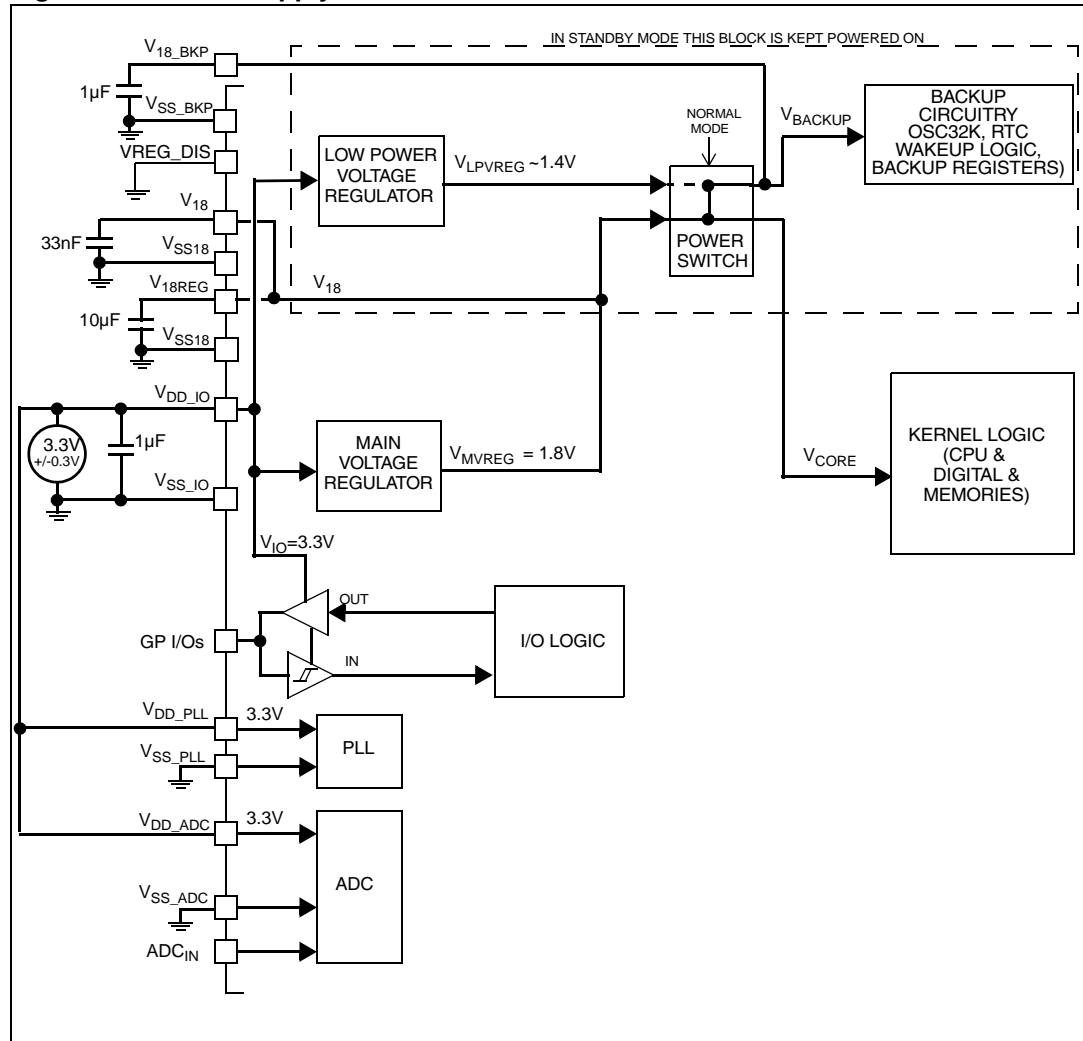 IN STANDBY MODE THIS BLOCK IS KEPT POWERED ON
V18_BKP
1µF
VSS_BKP
VREG_DIS
V18
33nF
VSS18
V18REG
10µF
VSS18
VDD_IO
3.3V
+/-0.3V
1µF
VSS_IO
GP I/Os
VDD_PLL
VSS_PLL
VDD_ADC
VSS_ADC
ADCIN
LOW POWER
VOLTAGE
REGULATOR
VLPVREG ~1.4V
NORMAL
MODE
POWER
SWITCH
VBACKUP
BACKUP
CIRCUITRY
OSC32K, RTC
WAKEUP LOGIC,
BACKUP REGISTERS)
V18
MAIN
VOLTAGE
REGULATOR
VMVREG = 1.8V
VCORE
KERNEL LOGIC
(CPU &
DIGITAL &
MEMORIES)
VIO=3.3V
OUT
IN
I/O LOGIC
3.3V
PLL
3.3V
ADC